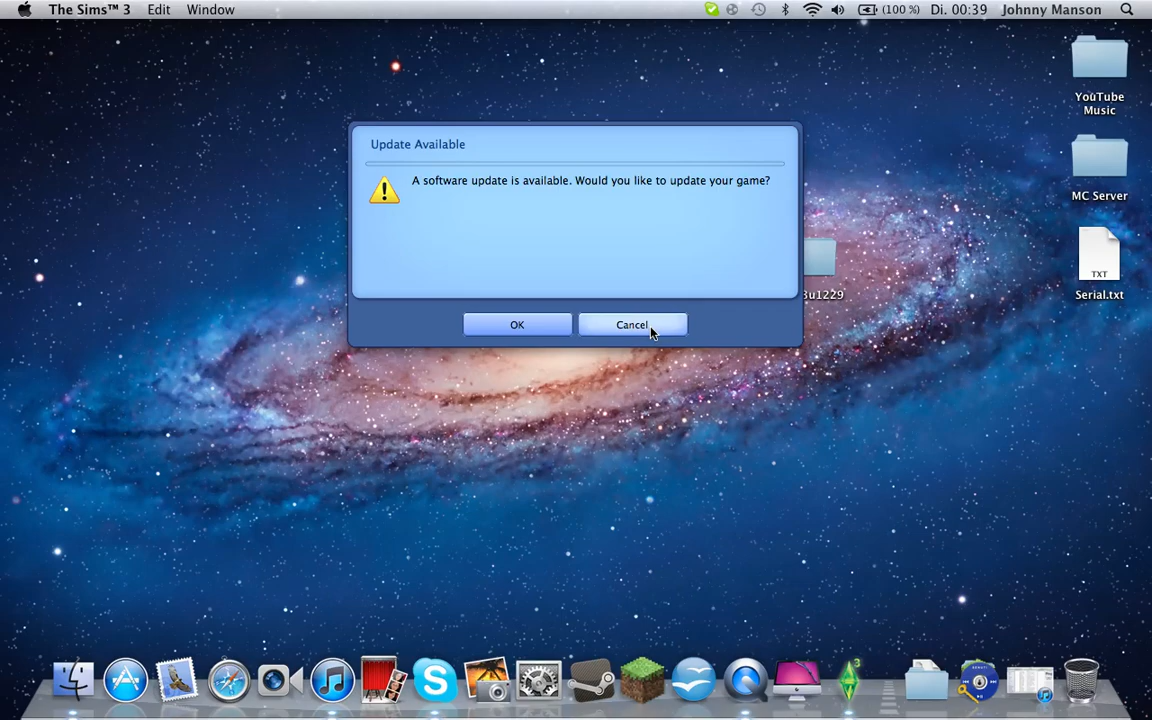 The Sims™ 3 Edit Window (100 %) Di. 00:39 Johnny Manson
YouTube
Music
Update Available
A software update is available. Would you like to update your game?
MC Server
TXT
3u1229
Serial.txt
OK Cancel
3